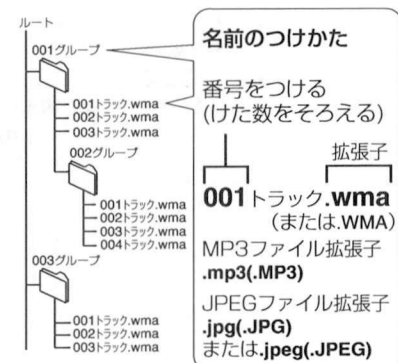 ルート
001グループ
001トラック.wma
002トラック.wma
003トラック.wma
002グループ
001トラック.wma
002トラック.wma
003トラック.wma
004トラック.wma
003グループ
001トラック.wma
002トラック.wma
003トラック.wma
名前のつけかた
番号をつける
(けた数をそろえる)
拡張子
001トラック.wma
(または.WMA)
MP3ファイル拡張子
.mp3(.MP3)
JPEGファイル拡張子
.jpg(.JPG)
または.jpeg(.JPEG)